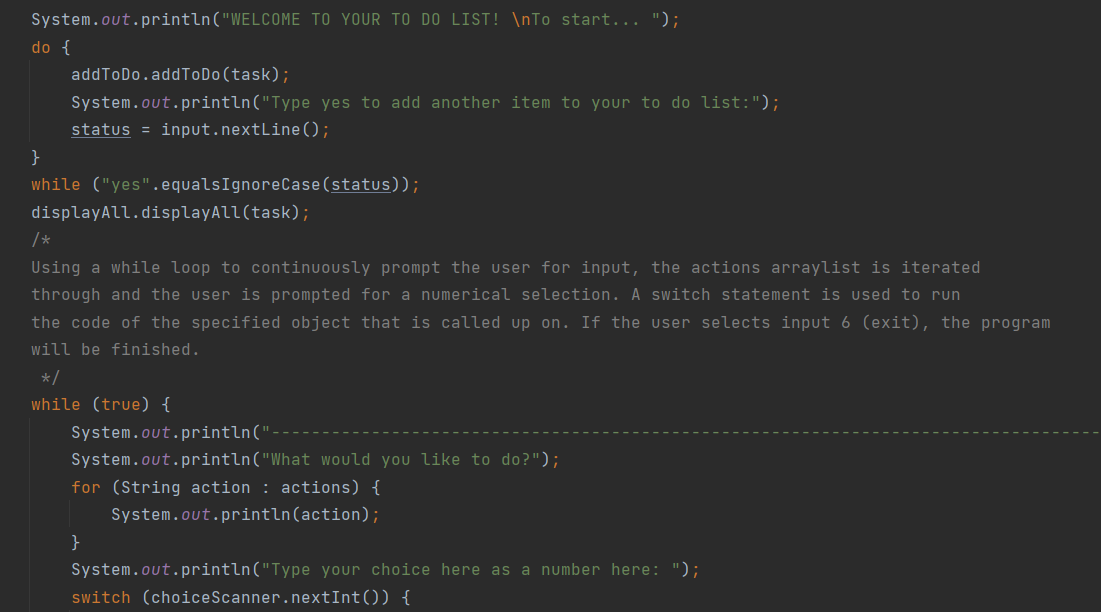 System.out.println("WELCOME TO YOUR TO DO LIST! \nTo start... ");
do {
    addToDo.addToDo(task);
    System.out.println("Type yes to add another item to your to do list:");
    status = input.nextLine();
}
while ("yes".equalsIgnoreCase(status));
displayAll.displayAll(task);
/*
Using a while loop to continuously prompt the user for input, the actions arraylist is iterated
through and the user is prompted for a numerical selection. A switch statement is used to run
the code of the specified object that is called up on. If the user selects input 6 (exit), the program
will be finished.
 */
while (true) {
    System.out.println("-----------------------------------------------------------------------------------
    System.out.println("What would you like to do?");
    for (String action : actions) {
        System.out.println(action);
    }
    System.out.println("Type your choice here as a number here: ");
    switch (choiceScanner.nextInt()) {